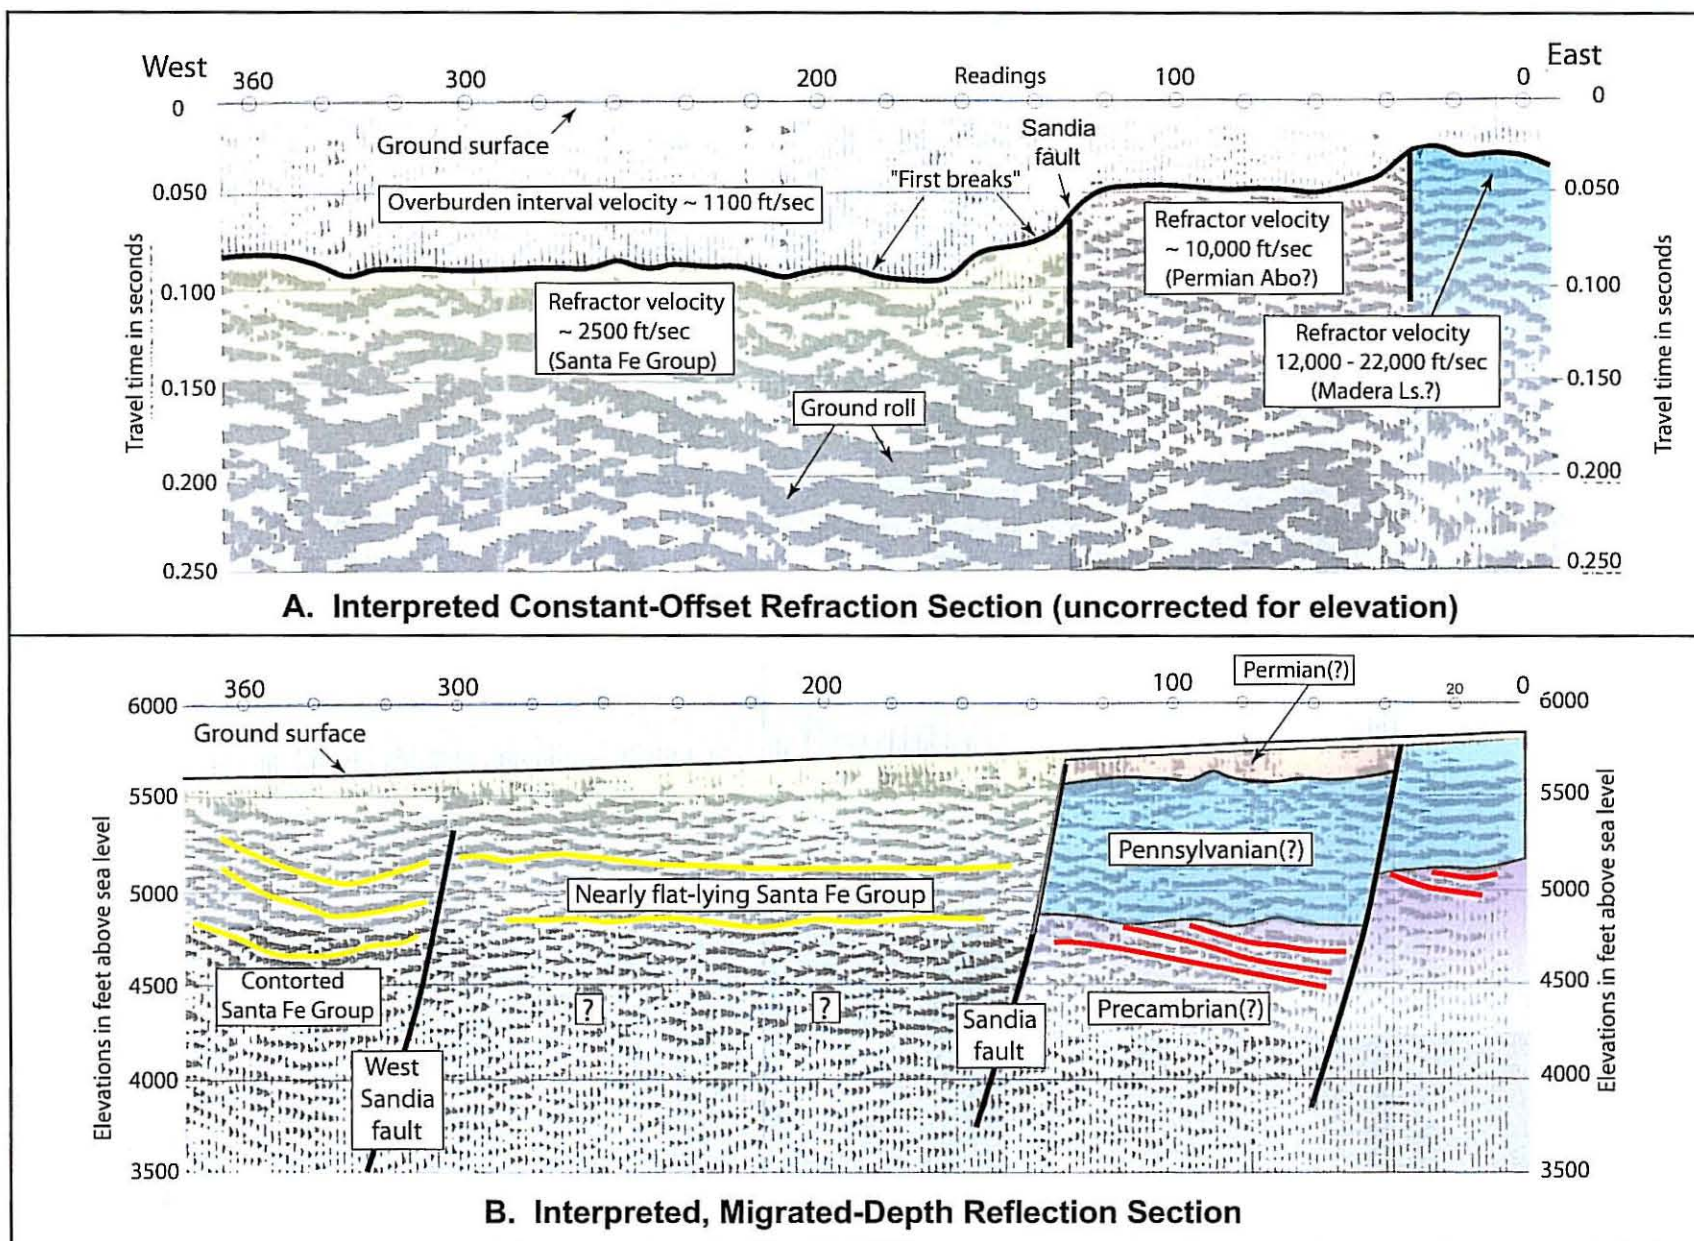 West
East
360
300
200
Readings
100
0
0
0
Ground surface
Sandia
fault
"First breaks"
0.050
0.050
Overburden interval velocity ~ 1100 ft/sec
Refractor velocity
~ 10,000 ft/sec
(Permian Abo?)
0.100
0.100
Refractor velocity
~ 2500 ft/sec
(Santa Fe Group)
Refractor velocity
12,000 - 22,000 ft/sec
(Madera Ls.?)
Travel time in seconds
Travel time in seconds
0.150
0.150
Ground roll
0.200
0.200
0.250
0.250
A. Interpreted Constant-Offset Refraction Section (uncorrected for elevation)
Permian(?)
360
300
200
100
20
0
6000
6000
Ground surface
5500
5500
Pennsylvanian(?)
Elevations in feet above sea level
Elevations in feet above sea level
5000
5000
Nearly flat-lying Santa Fe Group
Contorted
Santa Fe Group
4500
4500
?
?
Precambrian(?)
Sandia
fault
West
Sandia
fault
4000
4000
3500
3500
B. Interpreted, Migrated-Depth Reflection Section